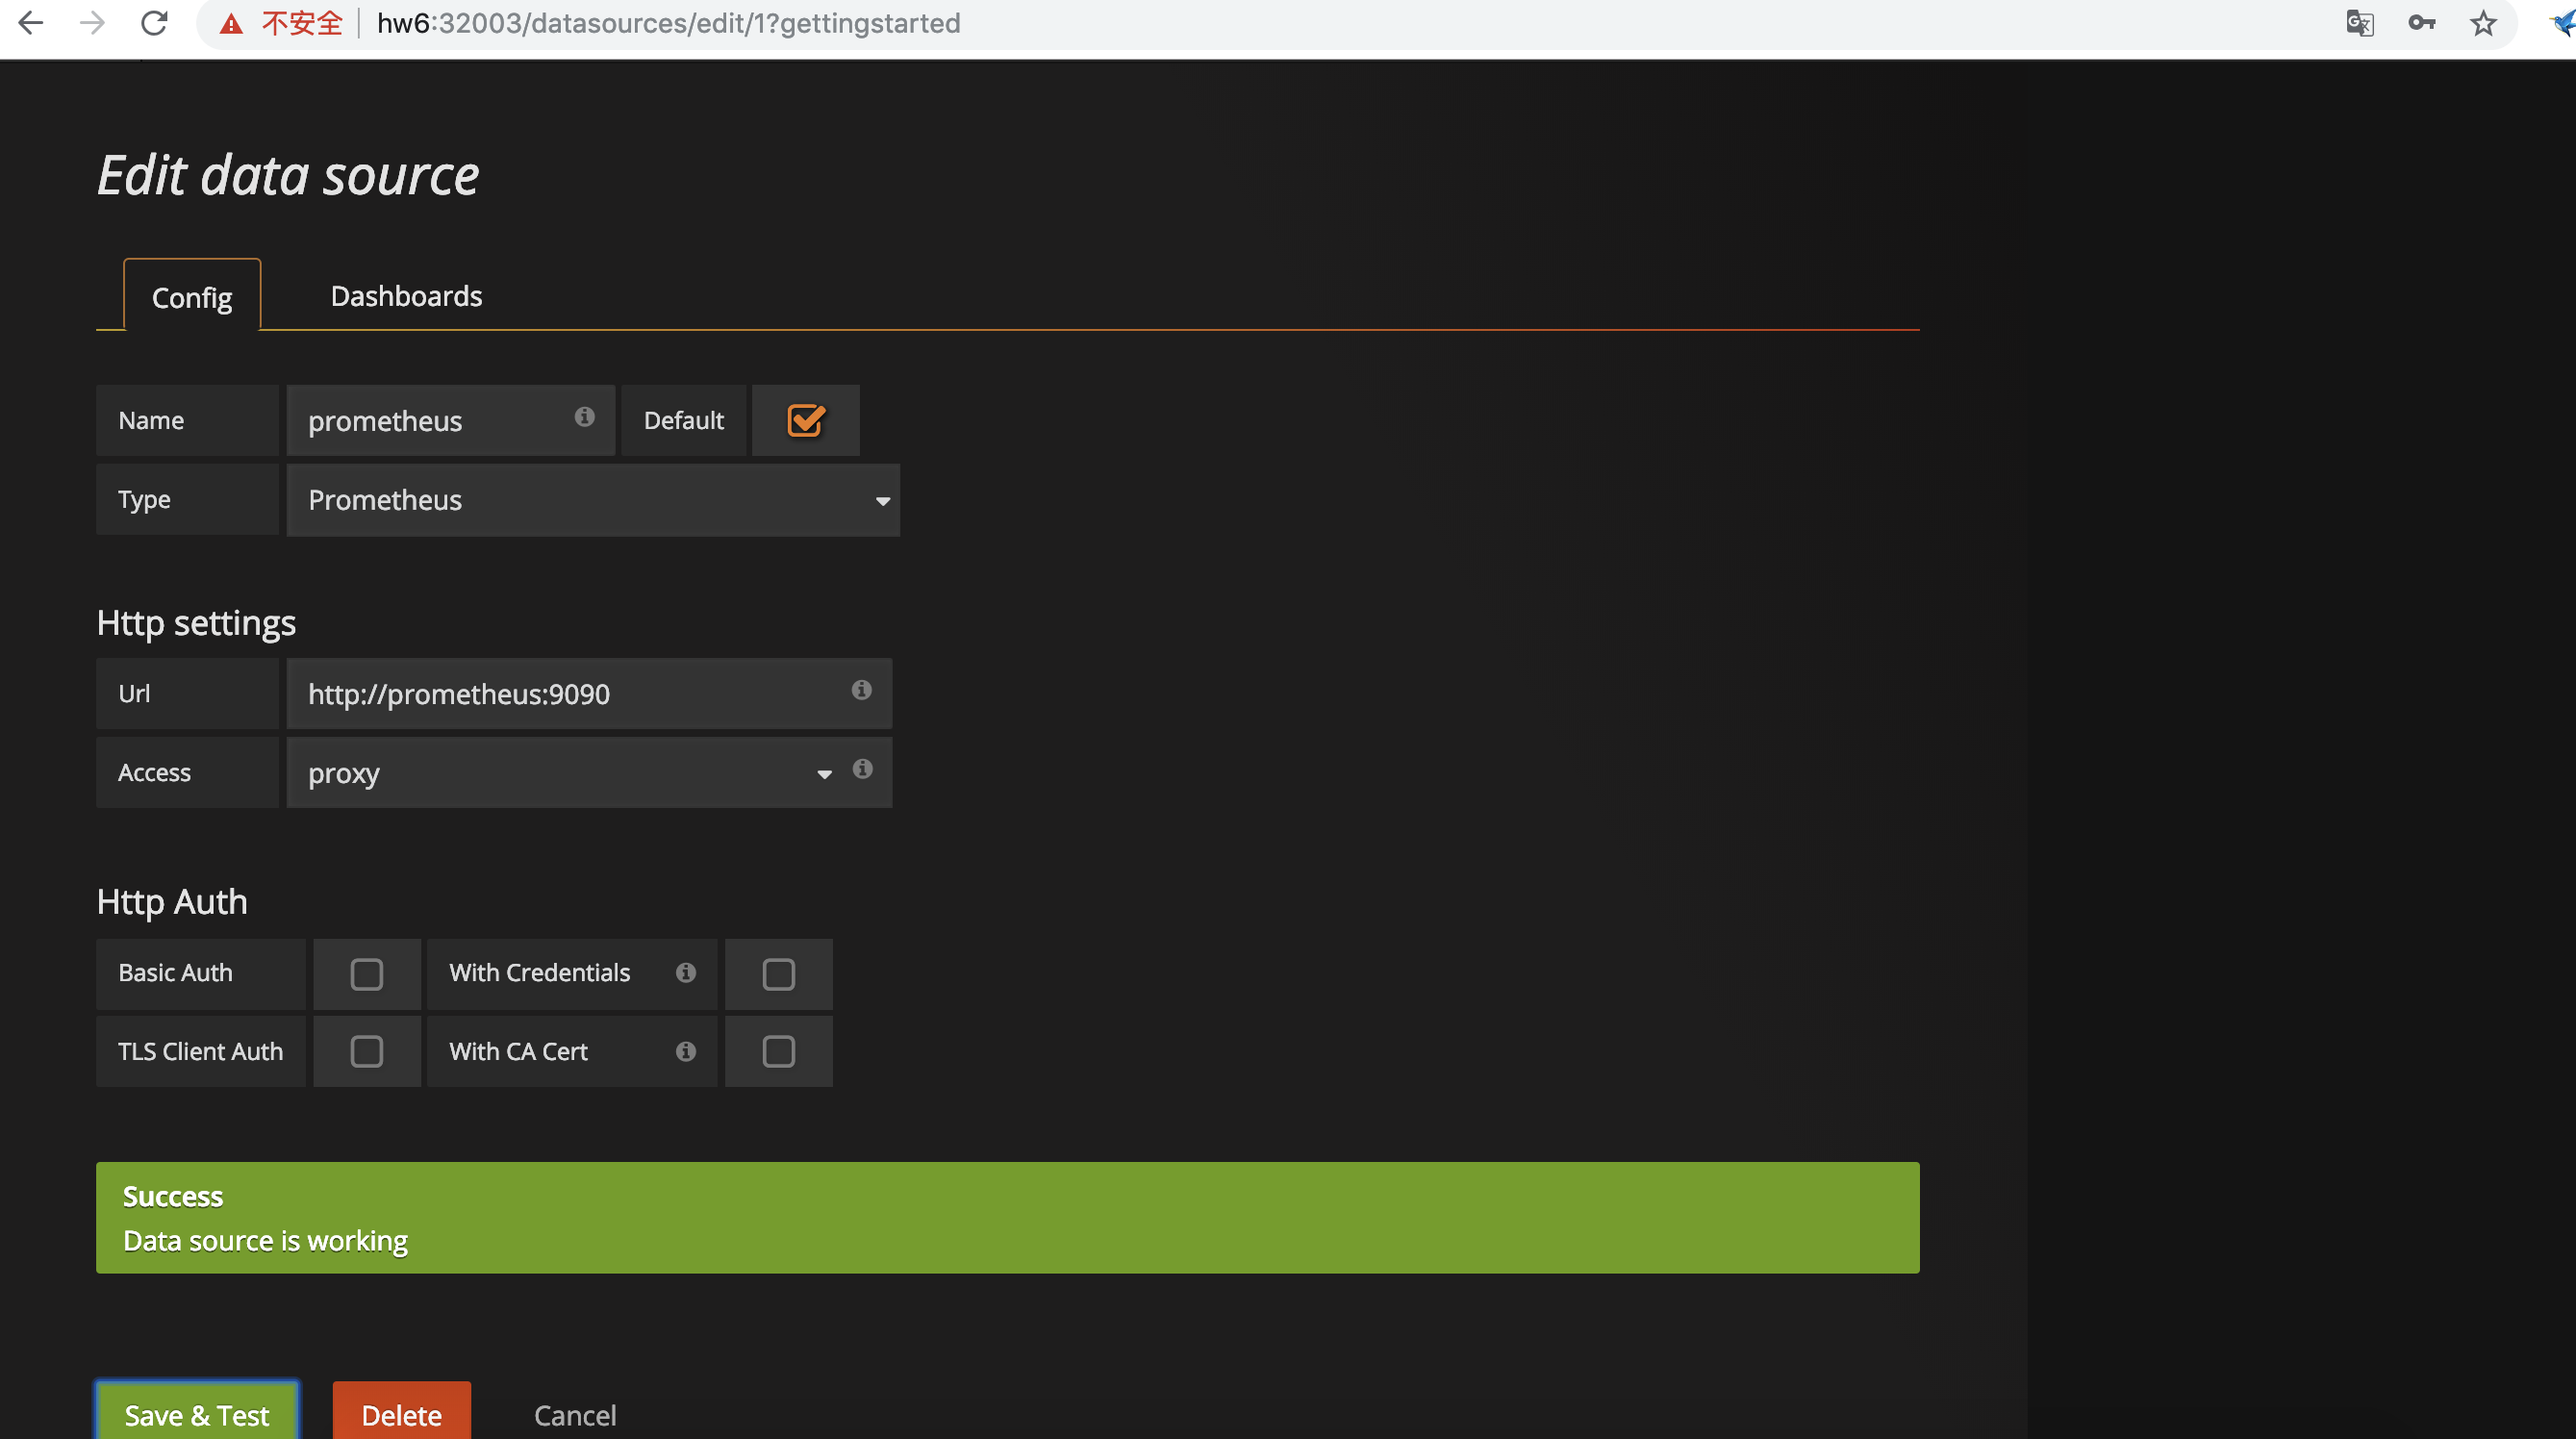 不安全 hw6:32003/datasources/edit/1?gettingstarted
Edit data source
Config Dashboards
Name prometheus Default
Type Prometheus
Http settings
Url http://prometheus:9090
Access proxy
Http Auth
Basic Auth With Credentials
TLS Client Auth With CA Cert
Success
Data source is working
Save & Test Delete Cancel